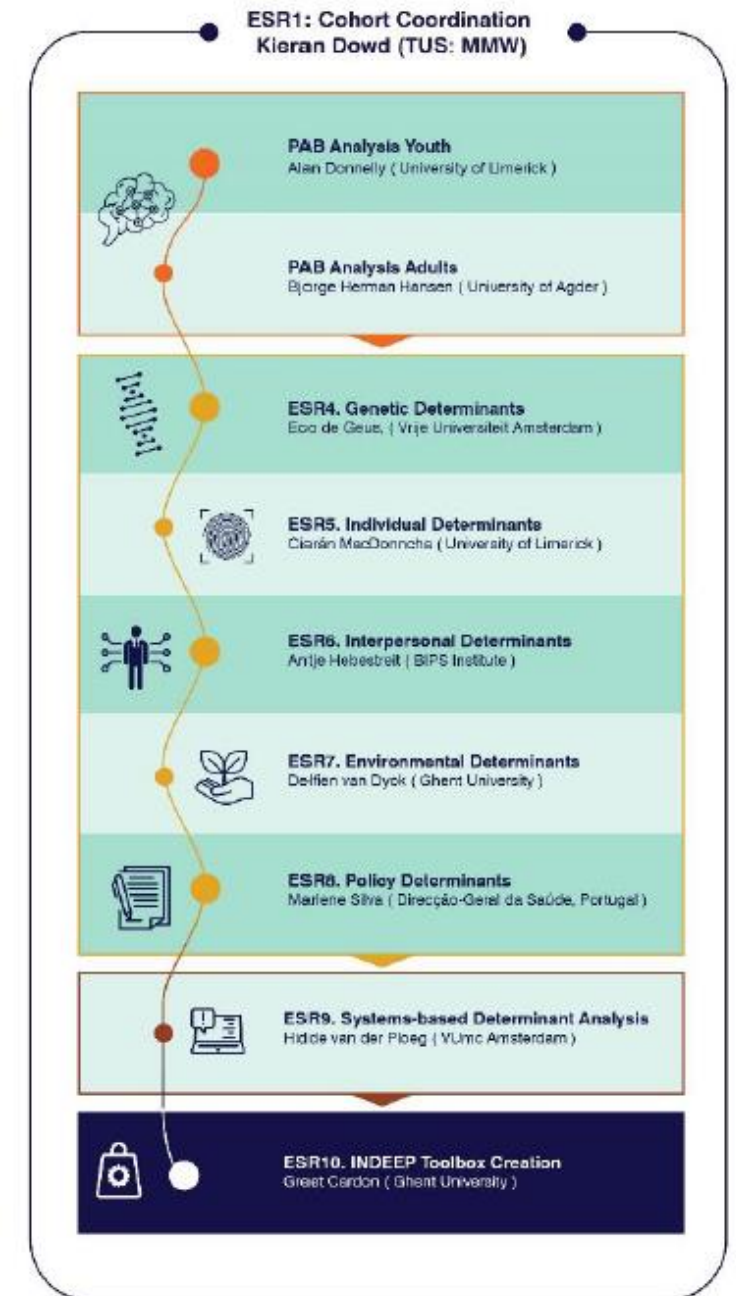 ESR1: Cohort Coordination
Kieran Dowd (TUS: MMW)
PAB Analysis Youth
Alan Donnelly ( University of Limerick )
PAB Analysis Adults
Bjorge Herman Hansen ( University of Agder )
ESR4. Genetic Determinants
Eco de Geus, ( Vrije Universiteit Amsterdam )
ESR5. Individual Determinants
Ciarán MacDonncha ( University of Limerick )
ESR6. Interpersonal Determinants
Antje Hebestreit ( BIPS Institute )
ESR7. Environmental Determinants
Delfien van Dyck ( Ghent University )
ESR8. Policy Determinants
Marlene Silva ( Direcção-Geral da Saúde, Portugal )
ESR9. Systems-based Determinant Analysis
Hidde van der Ploeg ( VUmc Amsterdam )
ESR10. INDEEP Toolbox Creation
Greet Cardon ( Ghent University )